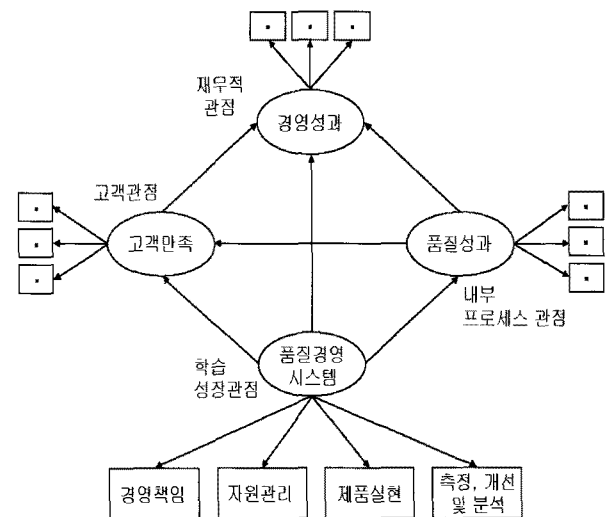 재무적
관점
경영성과
고객관점
고객만족
품질성과
내부
프로세스 관점
학습
성장관점
품질경영
시스템
경영책임
자원관리
제품실현
측정, 개선
및 분석